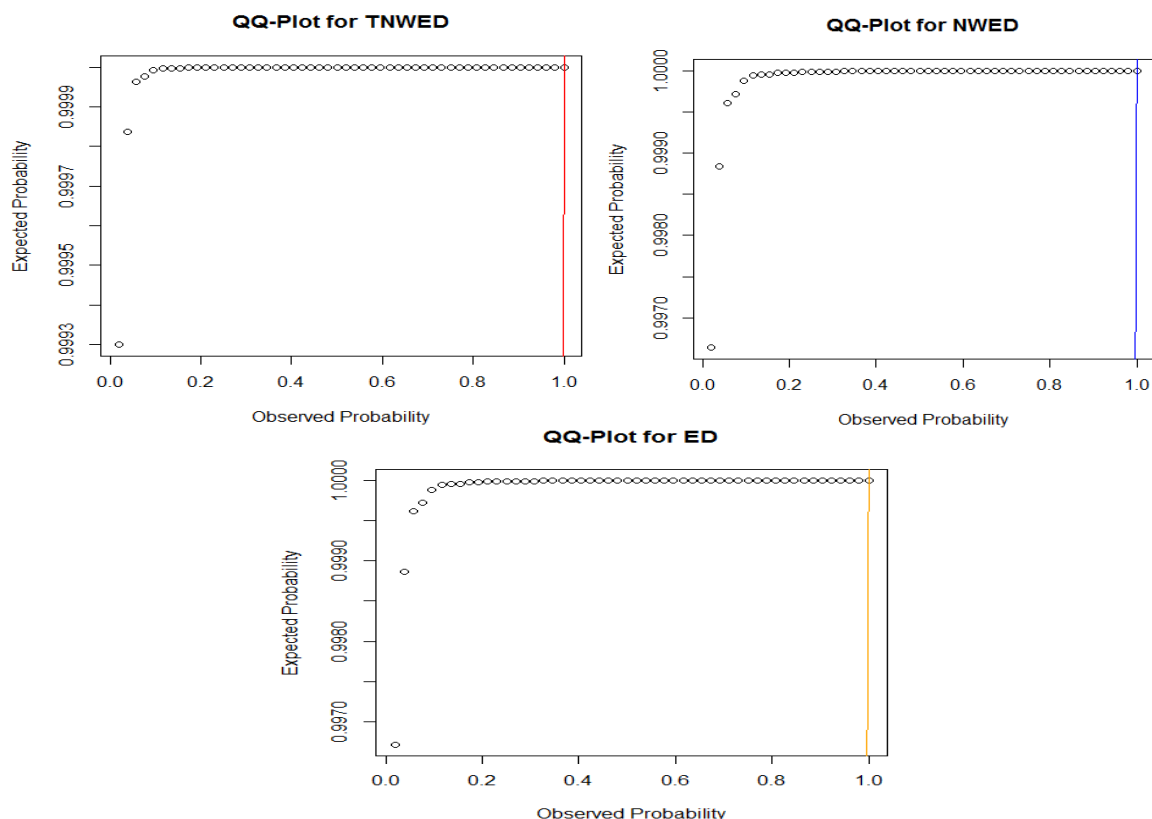 QQ-Plot for TNWED
Expected Probability
0.9999
0.9997
0.9995
0.9993
0.0 0.2 0.4 0.6 0.8 1.0
Observed Probability
QQ-Plot for NWED
Expected Probability
1.0000
0.9990
0.9980
0.9970
0.0 0.2 0.4 0.6 0.8 1.0
Observed Probability
QQ-Plot for ED
Expected Probability
1.0000
0.9990
0.9980
0.9970
0.0 0.2 0.4 0.6 0.8 1.0
Observed Probability